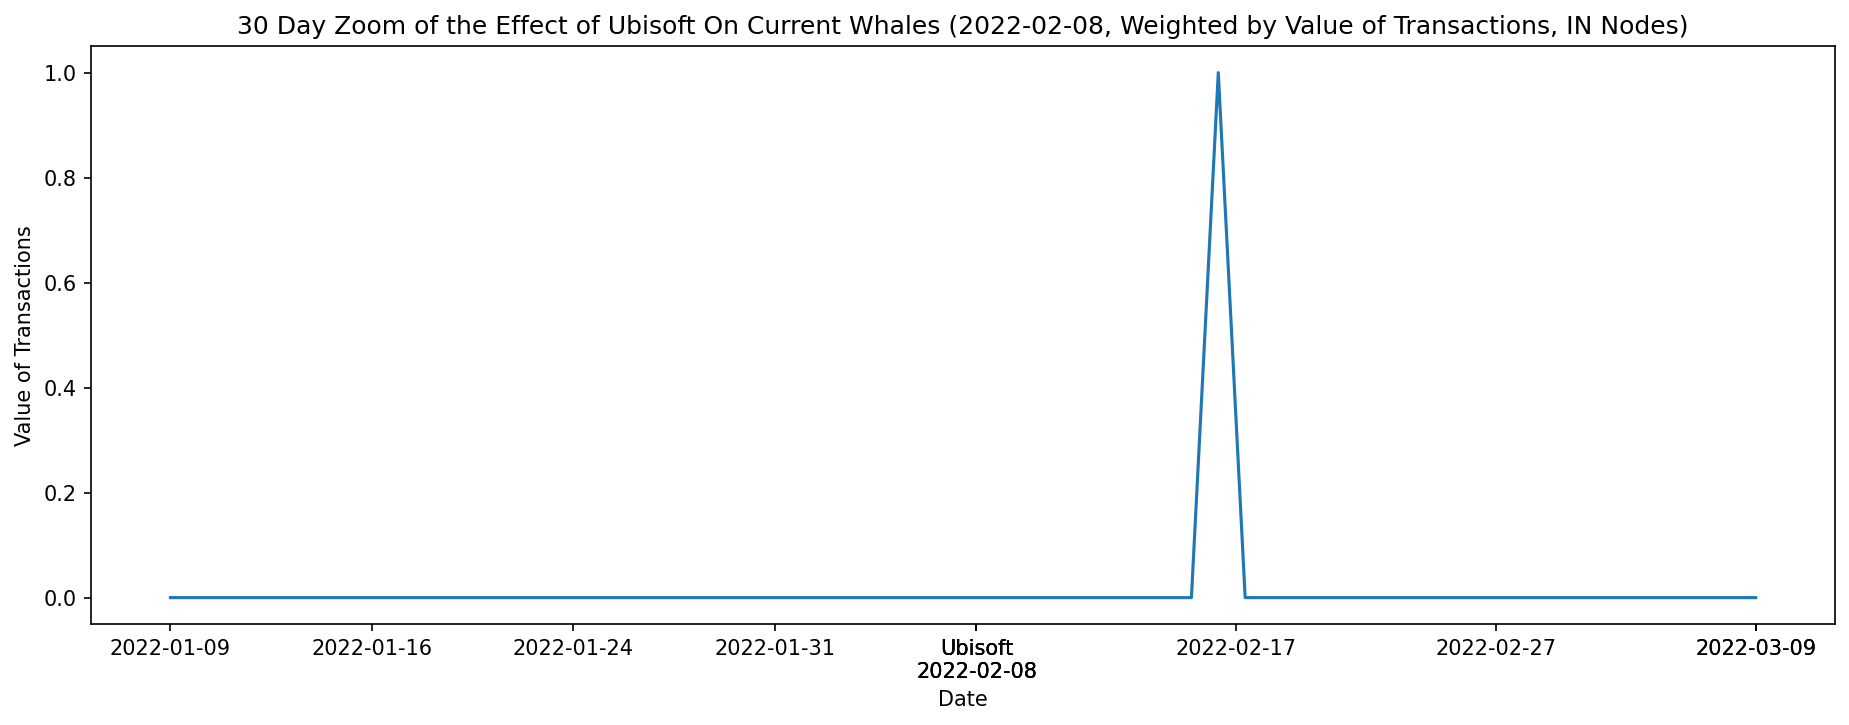 30 Day Zoom of the Effect of Ubisoft On Current Whales (2022-02-08, Weighted by Value of Transactions, IN Nodes)
1.0
0.8
0.6
0.4
0.2
0.0
Value of Transactions
2022-01-09 2022-01-16 2022-01-24 2022-01-31 Ubisoft 2022-02-17 2022-02-27 2022-03-09
2022-02-08
Date